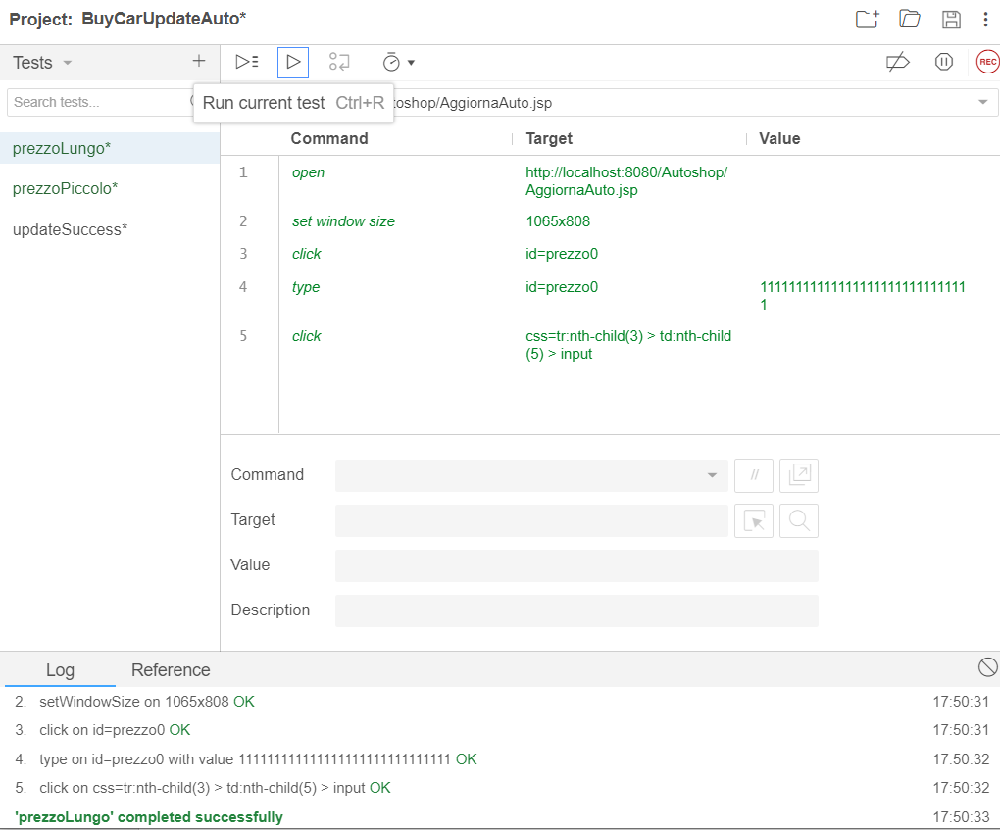 Project: BuyCarUpdateAuto*
Tests
REC
Search tests...
Run current test Ctrl+R
toshop/AggiornaAuto.jsp
Command Target Value
prezzoLungo*
prezzoPiccolo*
updateSuccess*
1 open http://localhost:8080/Autoshop/
AggiornaAuto.jsp
2 set window size 1065x808
3 click id=prezzo0
4 type id=prezzo0 11111111111111111111111111111
1
5 click css=tr:nth-child(3) > td:nth-child
(5) > input
Command
//
Target
Value
Description
Log Reference
2. setWindowSize on 1065x808 OK 17:50:31
3. click on id=prezzo0 OK 17:50:31
4. type on id=prezzo0 with value 111111111111111111111111111111 OK 17:50:32
5. click on css=tr:nth-child(3) > td:nth-child(5) > input OK 17:50:32
'prezzoLungo' completed successfully 17:50:33